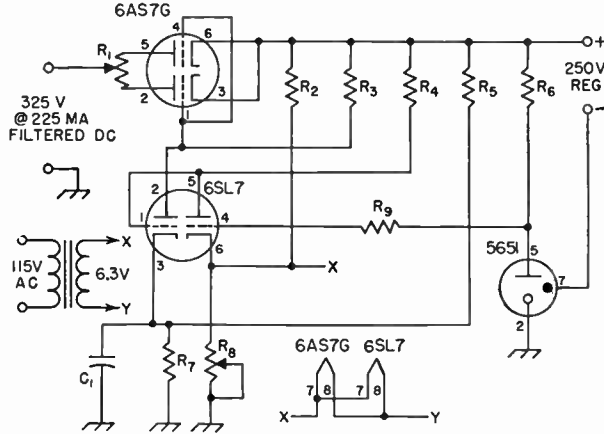 6AS7G
4 6
R1 5
2 3
1
325 V
@ 225 MA
FILTERED DC
R2 R3 R4 R5 R6
+
250V
REG
−
2 5 6SL7
1 4
3 6
R9
5651
5
7
2
X
115V
AC
6.3V
X
Y
C1
R7
R8
6AS7G 6SL7
7 8 7 8
X Y